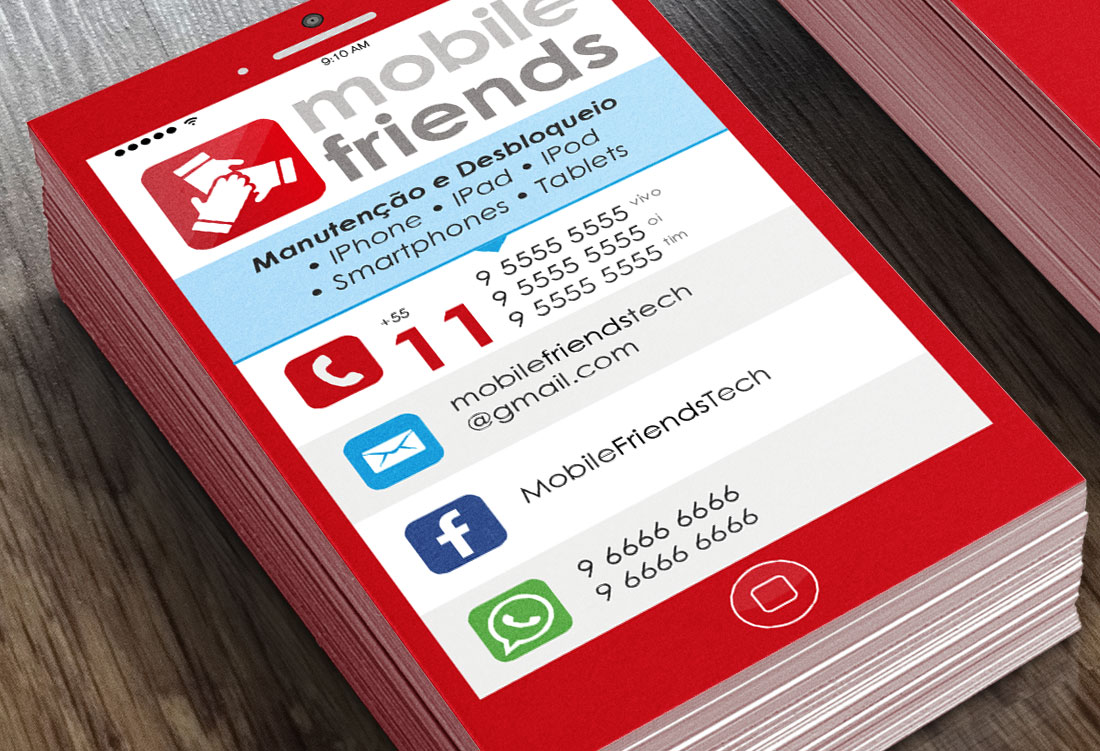 9:10 AM
mobile
friends
Manutenção e Desbloqueio
• IPhone • IPad • IPod
• Smartphones • Tablets
+55
11
9 5555 5555 vivo
9 5555 5555 oi
9 5555 5555 tim
mobilefriendstech
@gmail.com
MobileFriendsTech
9 6666 6666
9 6666 6666